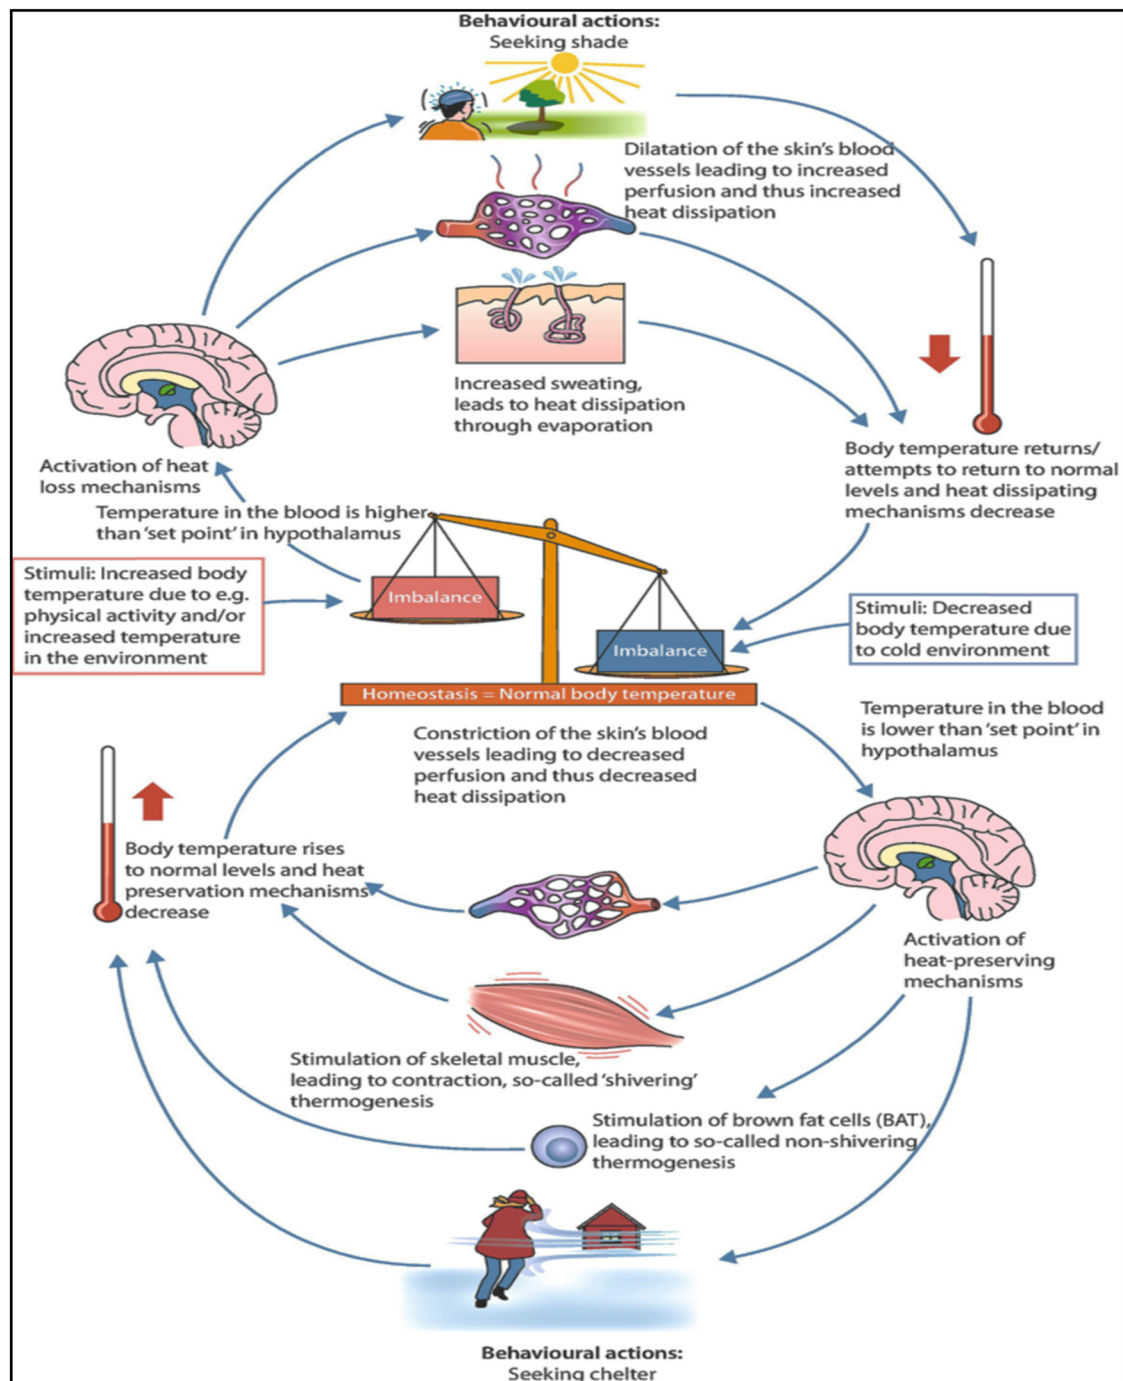 Behavioural actions:
Seeking shade
Dilatation of the skin's blood
vessels leading to increased
perfusion and thus increased
heat dissipation
Increased sweating,
leads to heat dissipation
through evaporation
Body temperature returns/
attempts to return to normal
levels and heat dissipating
mechanisms decrease
Activation of heat
loss mechanisms
Temperature in the blood is higher
than 'set point' in hypothalamus
Stimuli: Increased body
temperature due to e.g.
physical activity and/or
increased temperature
in the environment
Imbalance
Imbalance
Stimuli: Decreased
body temperature due
to cold environment
Homeostasis = Normal body temperature
Temperature in the blood
is lower than 'set point' in
hypothalamus
Constriction of the skin's blood
vessels leading to decreased
perfusion and thus decreased
heat dissipation
Body temperature rises
to normal levels and heat
preservation mechanisms
decrease
Activation of
heat-preserving
mechanisms
Stimulation of skeletal muscle,
leading to contraction, so-called 'shivering'
thermogenesis
Stimulation of brown fat cells (BAT),
leading to so-called non-shivering
thermogenesis
Behavioural actions:
Seeking chelter